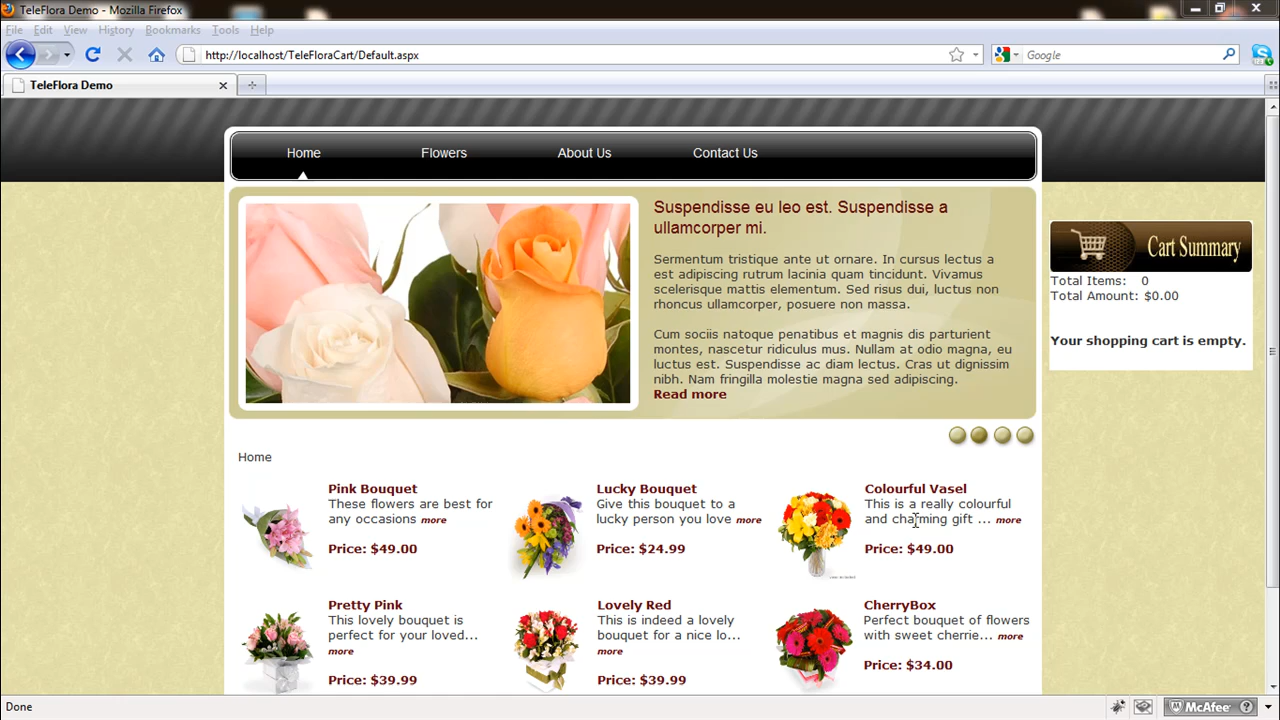 TeleFlora Demo - Mozilla Firefox
File Edit View History Bookmarks Tools Help
http://localhost/TeleFloraCart/Default.aspx
Google
TeleFlora Demo
Home Flowers About Us Contact Us
Suspendisse eu leo est. Suspendisse a
ullamcorper mi.
Sermentum tristique ante ut ornare. In cursus lectus a
est adipiscing rutrum lacinia quam tincidunt. Vivamus
scelerisque mattis elementum. Sed risus dui, luctus non
rhoncus ullamcorper, posuere non massa.
Cum sociis natoque penatibus et magnis dis parturient
montes, nascetur ridiculus mus. Nullam at odio magna, eu
luctus est. Suspendisse ac diam lectus. Cras ut dignissim
nibh. Nam fringilla molestie magna sed adipiscing.
Read more
Cart Summary
Total Items: 0
Total Amount: $0.00
Your shopping cart is empty.
Home
Pink Bouquet
These flowers are best for
any occasions more
Price: $49.00
Lucky Bouquet
Give this bouquet to a
lucky person you love more
Price: $24.99
Colourful Vasel
This is a really colourful
and charming gift ... more
Price: $49.00
Pretty Pink
This lovely bouquet is
perfect for your loved...
more
Price: $39.99
Lovely Red
This is indeed a lovely
bouquet for a nice lo...
more
Price: $39.99
CherryBox
Perfect bouquet of flowers
with sweet cherrie... more
Price: $34.00
Done
McAfee